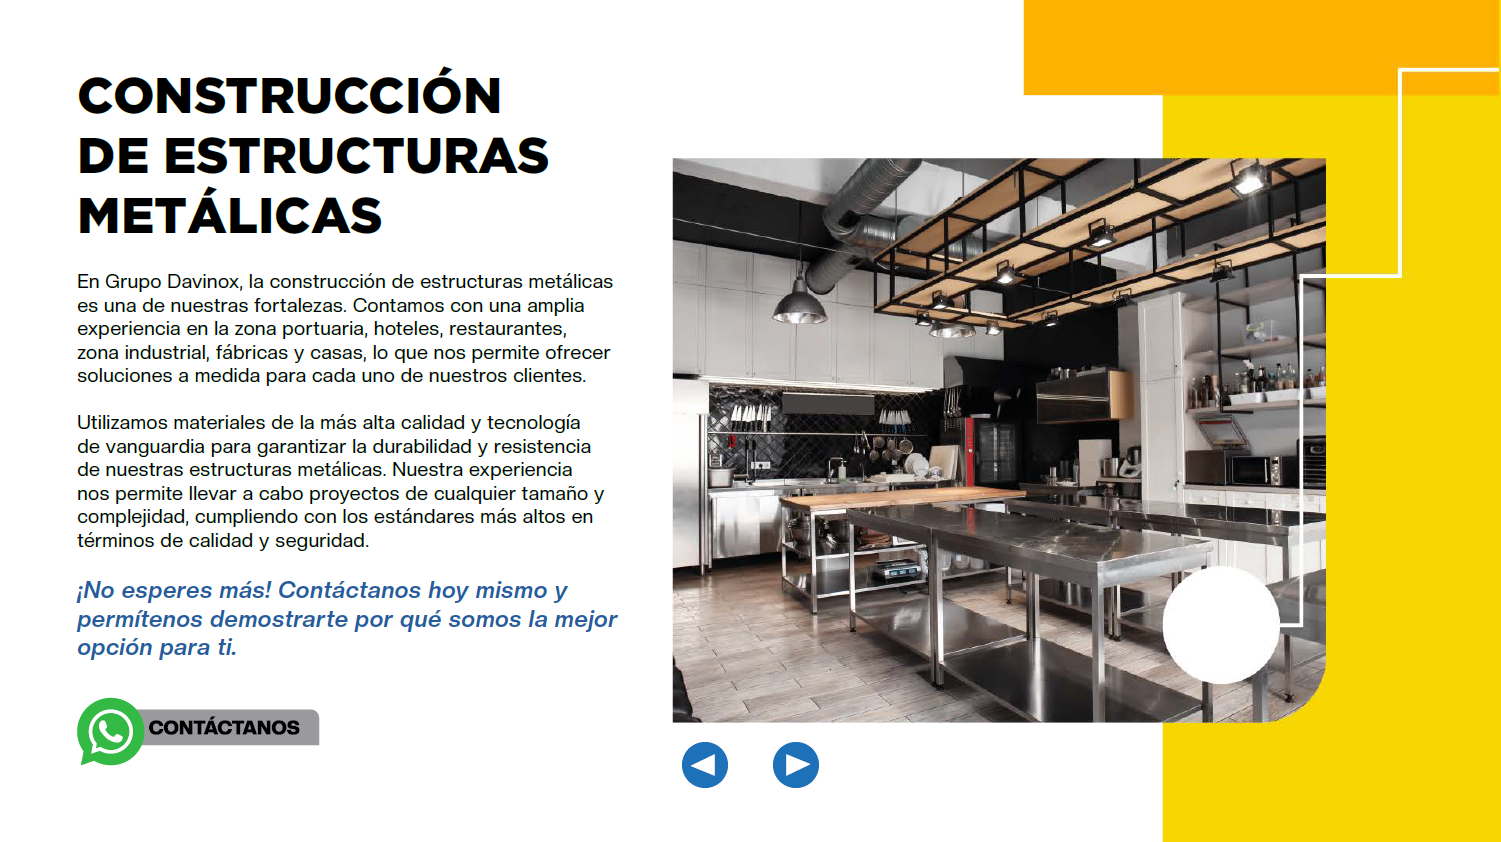 CONSTRUCCIÓN
DE ESTRUCTURAS
METÁLICAS
En Grupo Davinox, la construcción de estructuras metálicas
es una de nuestras fortalezas. Contamos con una amplia
experiencia en la zona portuaria, hoteles, restaurantes,
zona industrial, fábricas y casas, lo que nos permite ofrecer
soluciones a medida para cada uno de nuestros clientes.
Utilizamos materiales de la más alta calidad y tecnología
de vanguardia para garantizar la durabilidad y resistencia
de nuestras estructuras metálicas. Nuestra experiencia
nos permite llevar a cabo proyectos de cualquier tamaño y
complejidad, cumpliendo con los estándares más altos en
términos de calidad y seguridad.
¡No esperes más! Contáctanos hoy mismo y
permítenos demostrarte por qué somos la mejor
opción para ti.
CONTÁCTANOS